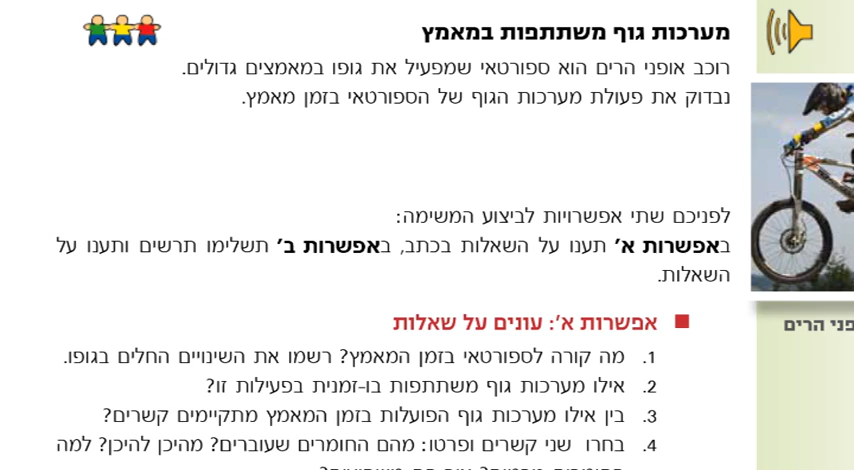 מערכות גוף משתתפות במאמץ
רוכב אופני הרים הוא ספורטאי שמפעיל את גופו במאמצים גדולים.
נבדוק את פעולת מערכות הגוף של הספורטאי בזמן מאמץ.
לפניכם שתי אפשרויות לביצוע המשימה:
באפשרות א' תענו על השאלות בכתב, באפשרות ב' תשלימו תרשים ותענו על
השאלות.
אפשרות א': עונים על שאלות
1. מה קורה לספורטאי בזמן המאמץ? רשמו את השינויים החלים בגופו.
2. אילו מערכות גוף משתתפות בו-זמנית בפעילות זו?
3. בין אילו מערכות גוף הפועלות בזמן המאמץ מתקיימים קשרים?
4. בחרו שני קשרים ופרטו: מהם החומרים שעוברים? מהיכן להיכן? למה
פני הרים